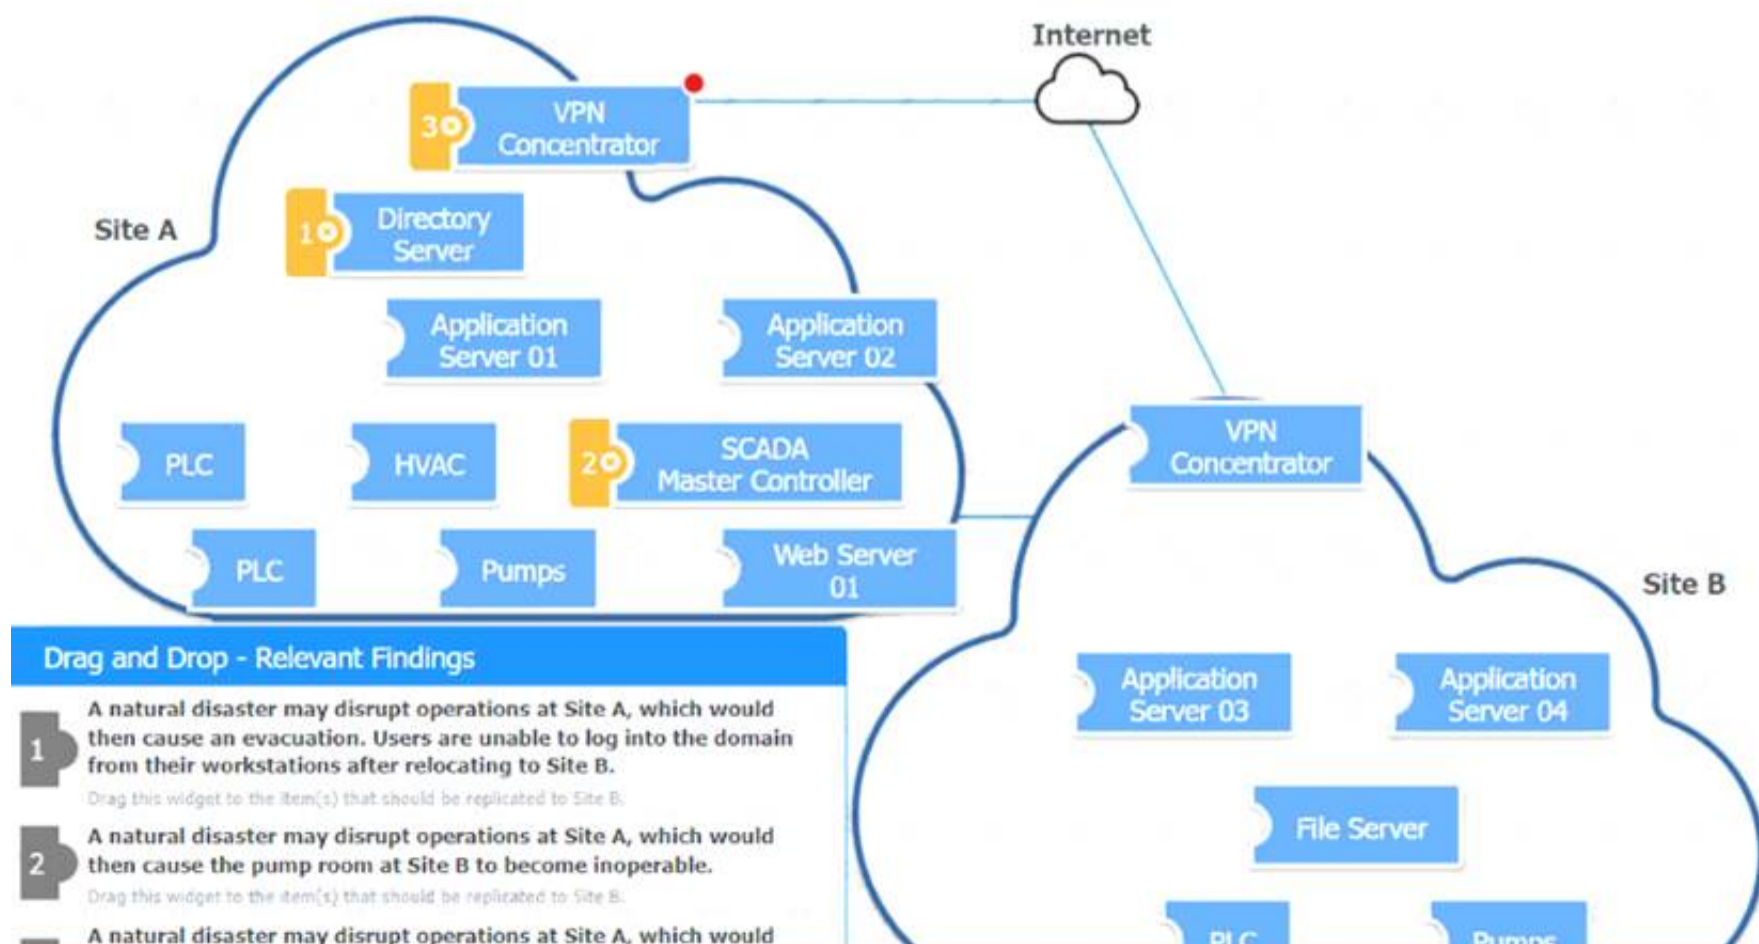 Internet
3
VPN
Concentrator
Site A
1
Directory
Server
Application
Server 01
Application
Server 02
PLC
HVAC
2
SCADA
Master Controller
VPN
Concentrator
PLC
Pumps
Web Server
01
Site B
Drag and Drop - Relevant Findings
1
A natural disaster may disrupt operations at Site A, which would
then cause an evacuation. Users are unable to log into the domain
from their workstations after relocating to Site B.
Drag this widget to the item(s) that should be replicated to Site B.
2
A natural disaster may disrupt operations at Site A, which would
then cause the pump room at Site B to become inoperable.
Drag this widget to the item(s) that should be replicated to Site B.
A natural disaster may disrupt operations at Site A, which would
Application
Server 03
Application
Server 04
File Server
PLC
Pumps